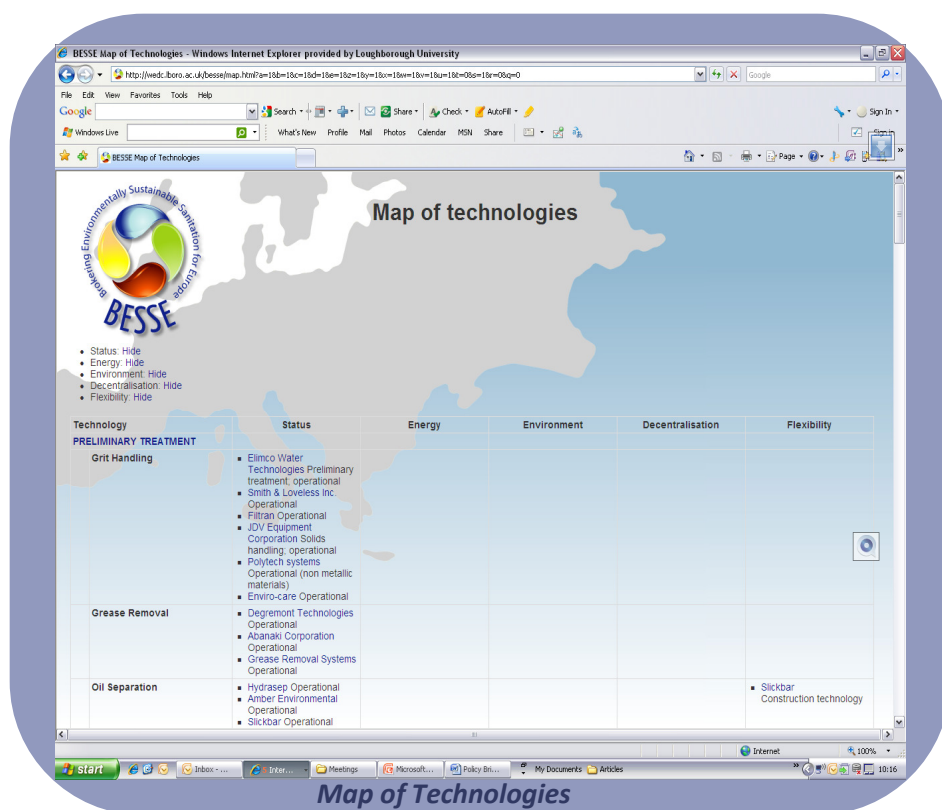 BESSE Map of Technologies - Windows Internet Explorer provided by Loughborough University
http://wedc.lboro.ac.uk/besse/map.html?a=1&b=1&c=1&d=1&e=1&z=1&y=1&x=1&w=1&v=1&u=1&t=0&s=1&r=0&q=0
Google
File Edit View Favorites Tools Help
Google Search Share Check AutoFill Sign In
Windows Live What's New Profile Mail Photos Calendar MSN Share Sign in
BESSE Map of Technologies Page
Brokering Environmentally Sustainable Sanitation for Europe
BESSE
Map of technologies
Status: Hide
Energy: Hide
Environment: Hide
Decentralisation: Hide
Flexibility: Hide
Technology Status Energy Environment Decentralisation Flexibility
PRELIMINARY TREATMENT
Grit Handling
Elimco Water
Technologies Preliminary
treatment; operational
Smith & Loveless Inc.
Operational
Filtran Operational
JDV Equipment
Corporation Solids
handling; operational
Polytech systems
Operational (non metallic
materials)
Enviro-care Operational
Grease Removal
Degremont Technologies
Operational
Abanaki Corporation
Operational
Grease Removal Systems
Operational
Oil Separation
Hydrasep Operational
Amber Environmental
Operational
Slickbar Operational
Slickbar
Construction technology
Internet 100%
start Inbox - ... Inter... Meetings Microsoft... Policy Bri... My Documents Articles 10:16
Map of Technologies